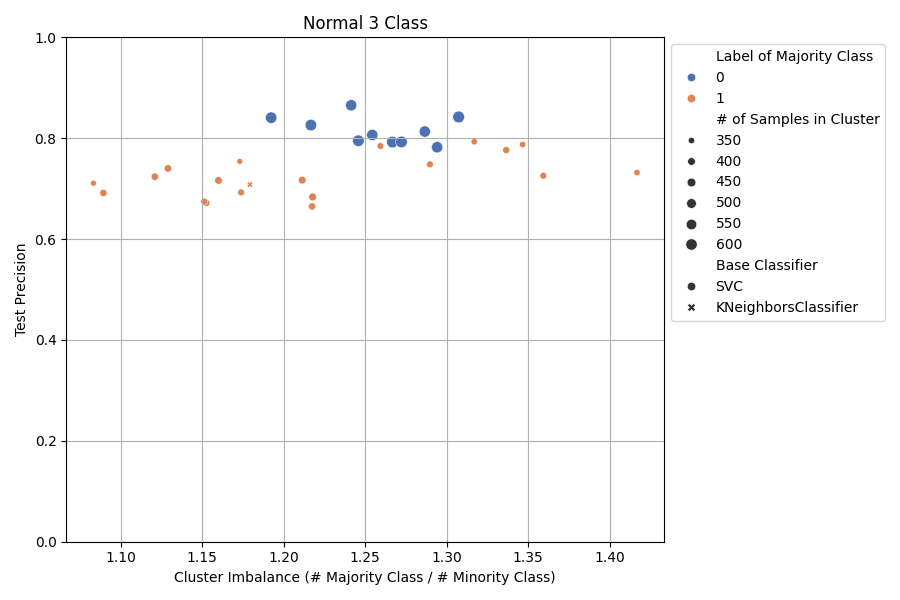 Normal 3 Class
1.0
0.8
0.6
0.4
0.2
0.0
Test Precision
1.10 1.15 1.20 1.25 1.30 1.35 1.40
Cluster Imbalance (# Majority Class / # Minority Class)
Label of Majority Class
0
1
# of Samples in Cluster
350
400
450
500
550
600
Base Classifier
SVC
KNeighborsClassifier